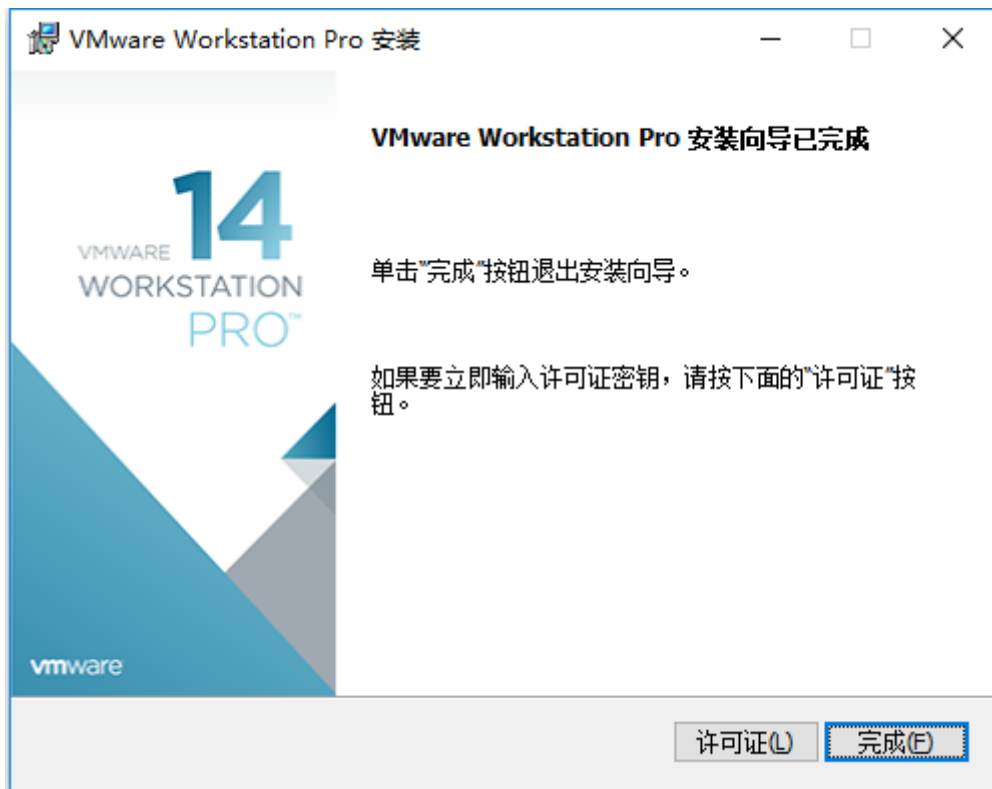 VMware Workstation Pro 安装
VMware Workstation Pro 安装向导已完成
14
VMWARE
WORKSTATION
PRO™
单击"完成"按钮退出安装向导。
如果要立即输入许可证密钥，请按下面的"许可证"按
钮。
vmware
许可证(L)
完成(F)